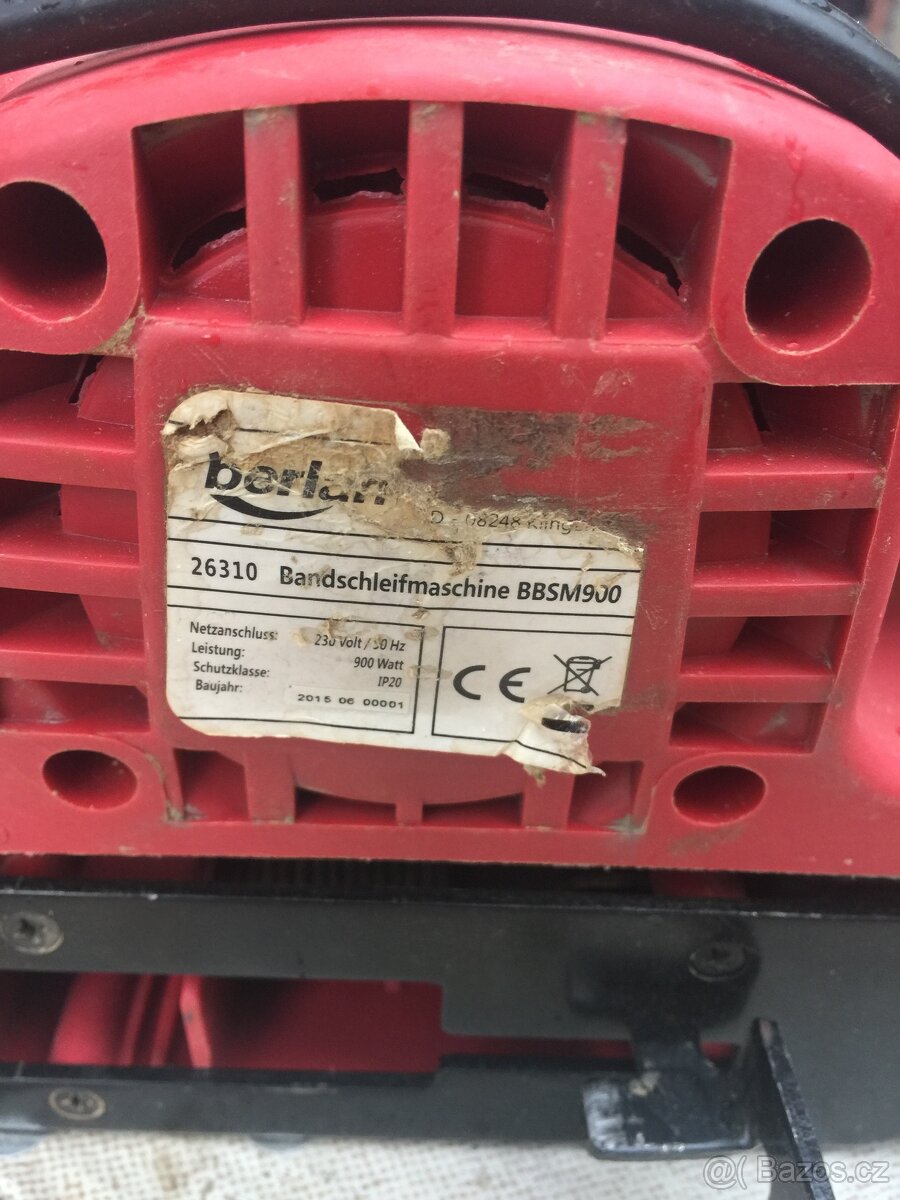 berlan
D - 08248
26310 Bandschleifmaschine BBSM900
Netzanschluss: 230 Volt / 50 Hz
Leistung: 900 Watt
Schutzklasse: IP20
Baujahr: 2015 06 00001
CE
@( Bazos.cz